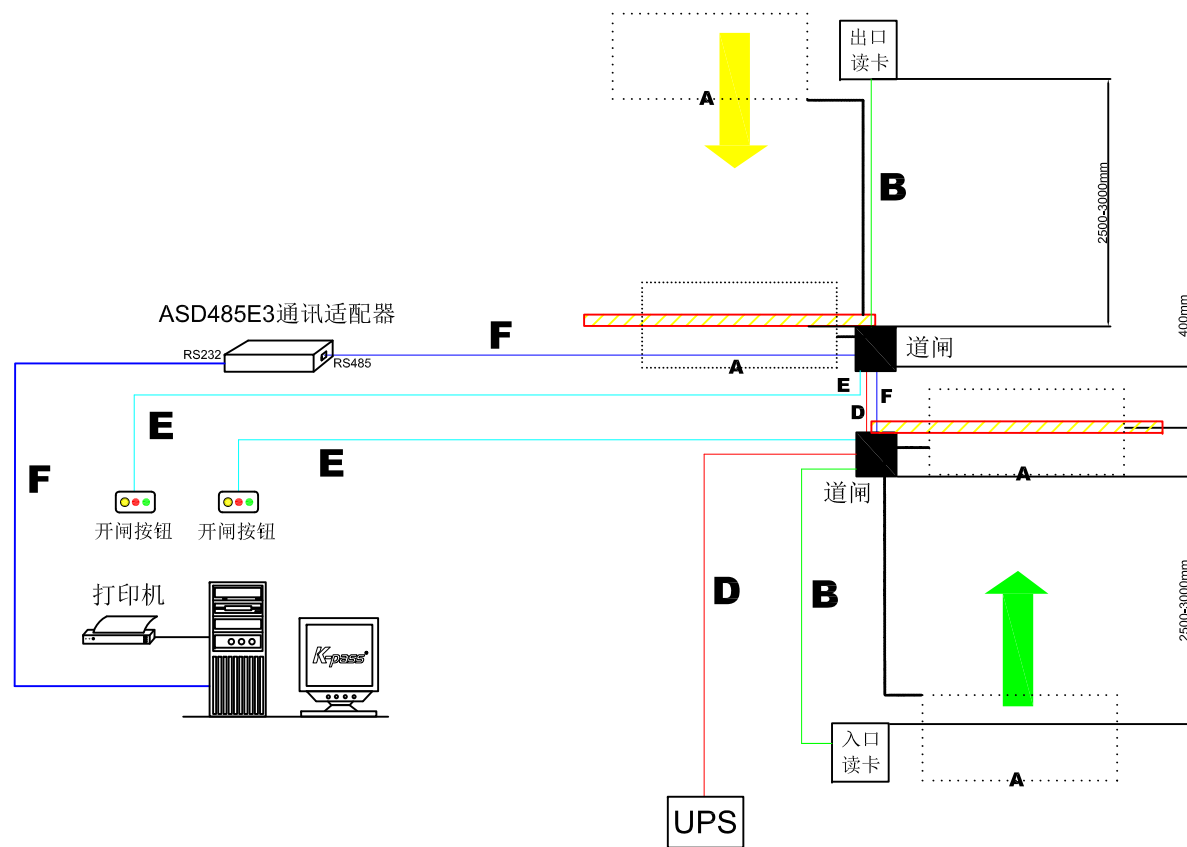 出口
读卡
A
B
2500-3000mm
ASD485E3通讯适配器
RS232
RS485
F
A
道闸
400mm
E
F
D
E
E
F
A
道闸
开闸按钮
开闸按钮
D
B
打印机
K-pass
2500-3000mm
入口
读卡
A
UPS